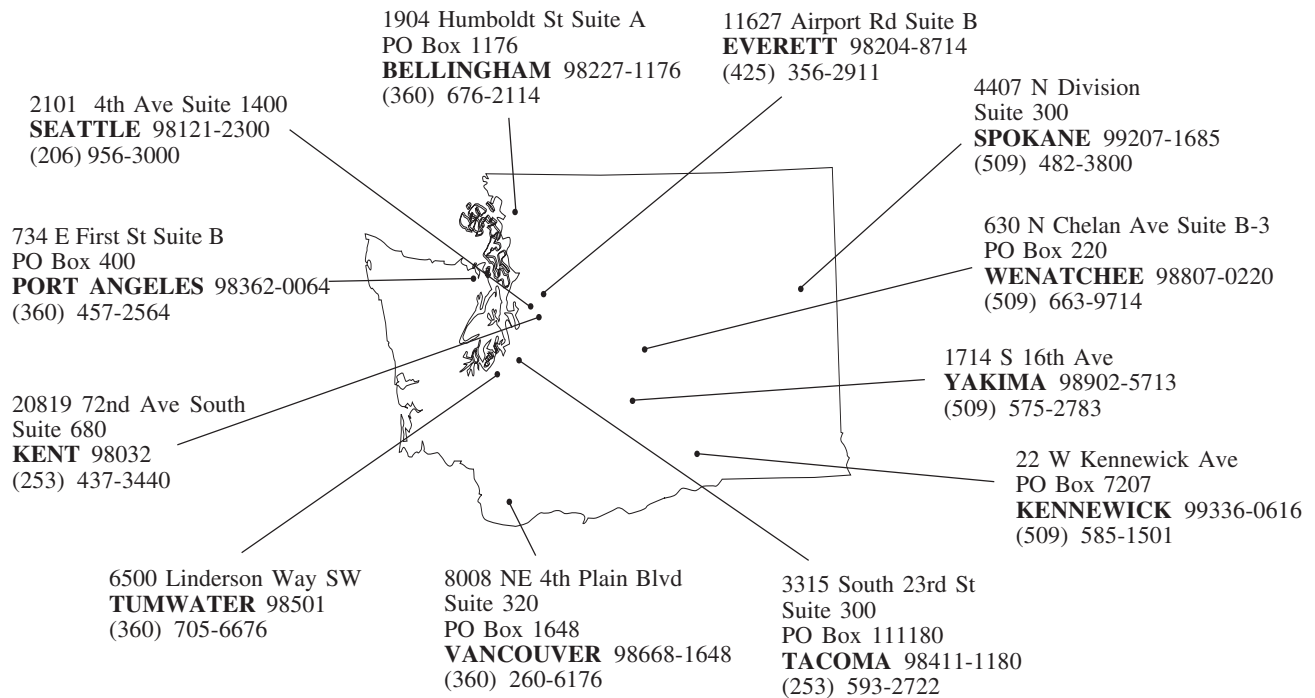 1904 Humboldt St Suite A
PO Box 1176
BELLINGHAM 98227-1176
(360) 676-2114
11627 Airport Rd Suite B
EVERETT 98204-8714
(425) 356-2911
2101 4th Ave Suite 1400
SEATTLE 98121-2300
(206) 956-3000
4407 N Division
Suite 300
SPOKANE 99207-1685
(509) 482-3800
734 E First St Suite B
PO Box 400
PORT ANGELES 98362-0064
(360) 457-2564
630 N Chelan Ave Suite B-3
PO Box 220
WENATCHEE 98807-0220
(509) 663-9714
1714 S 16th Ave
YAKIMA 98902-5713
(509) 575-2783
20819 72nd Ave South
Suite 680
KENT 98032
(253) 437-3440
22 W Kennewick Ave
PO Box 7207
KENNEWICK 99336-0616
(509) 585-1501
6500 Linderson Way SW
TUMWATER 98501
(360) 705-6676
8008 NE 4th Plain Blvd
Suite 320
PO Box 1648
VANCOUVER 98668-1648
(360) 260-6176
3315 South 23rd St
Suite 300
PO Box 111180
TACOMA 98411-1180
(253) 593-2722